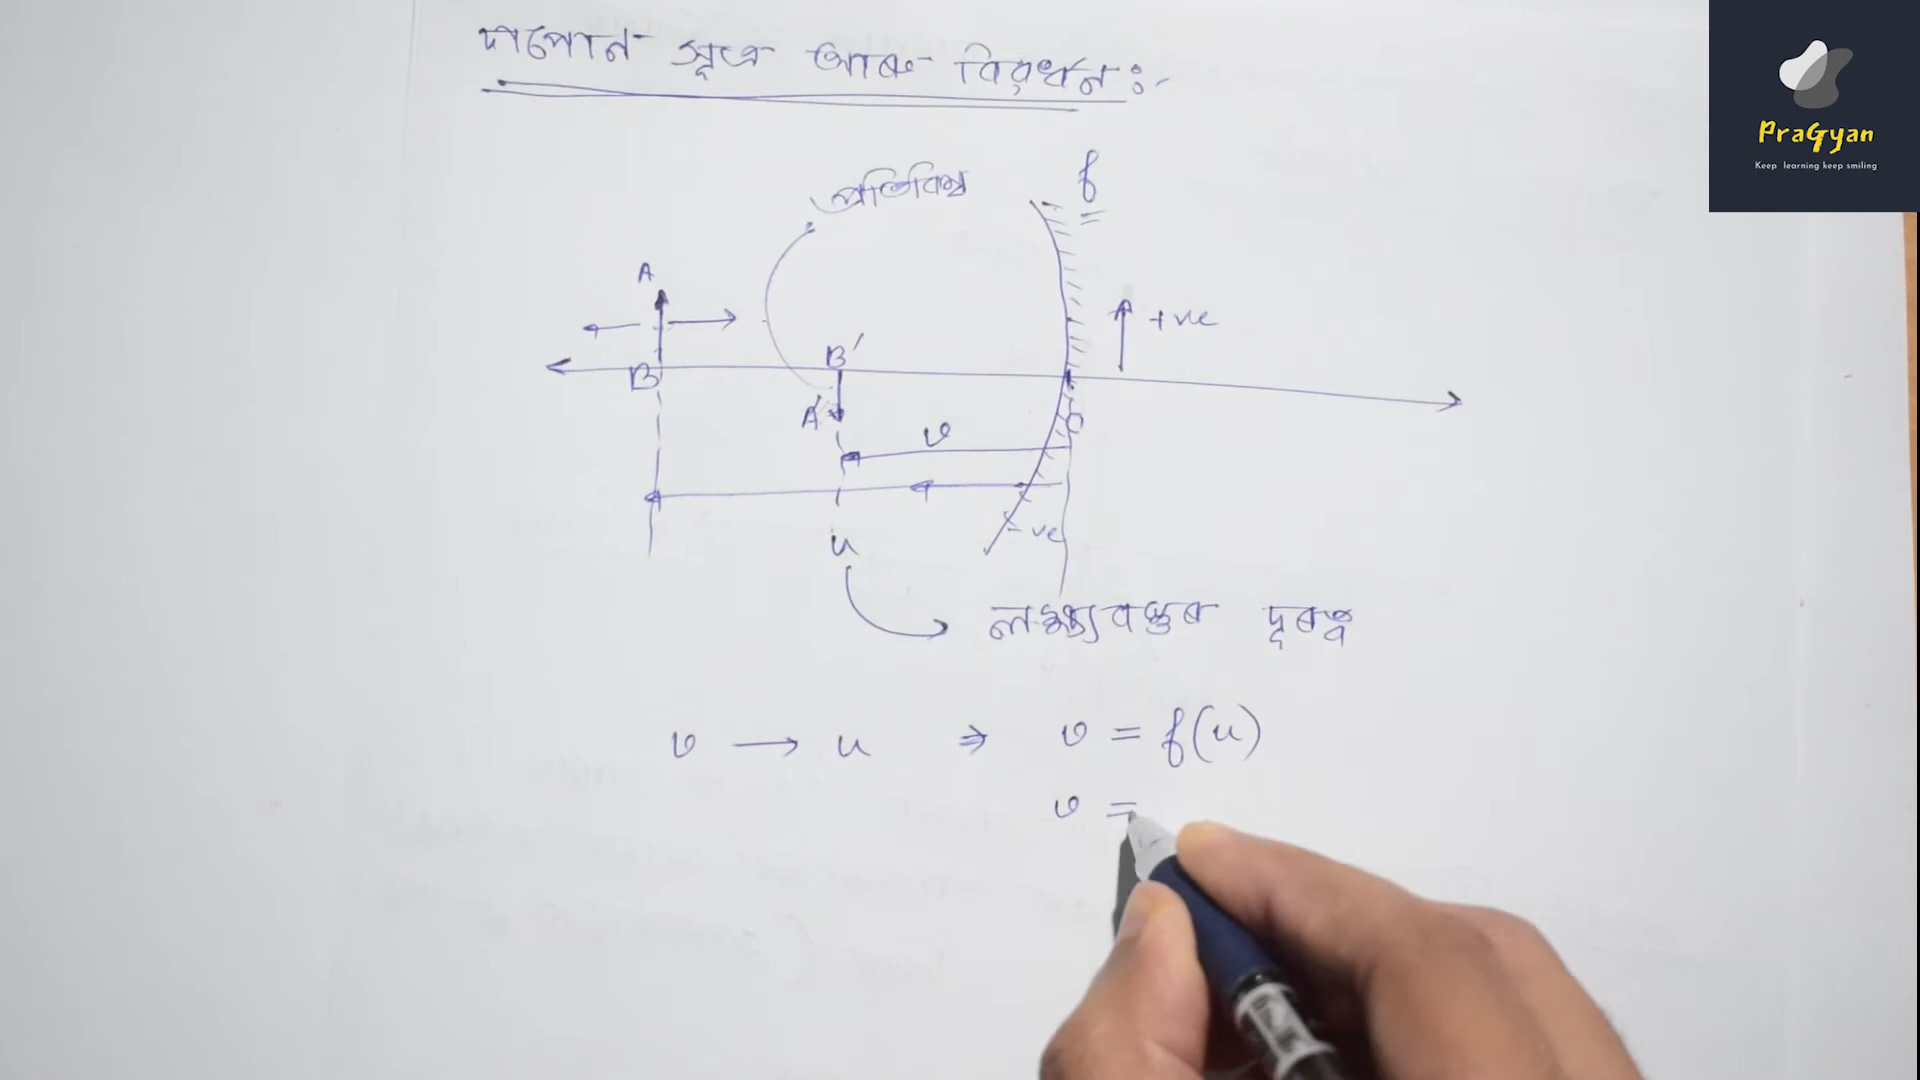 দাপোন সূত্ৰ আৰু বিবৰ্ধন :-
PraGyan
Keep learning keep smiling
প্ৰতিবিম্ব
f
A
+ve
B'
B
A'
v
-ve
u
লক্ষ্যবস্তুৰ দূৰত্ব
v → u ⇒ v = f(u)
v =